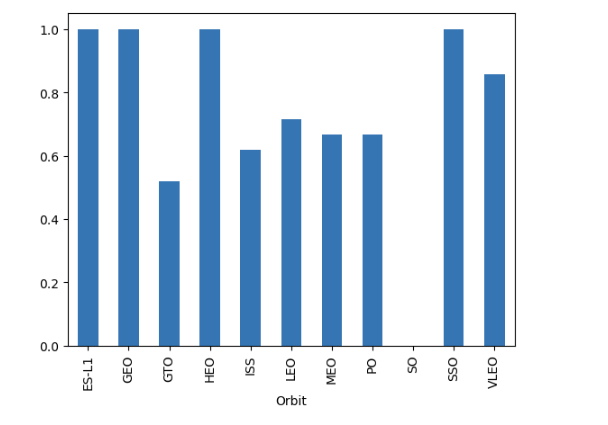 1.0
0.8
0.6
0.4
0.2
0.0
ES-L1
GEO
GTO
HEO
ISS
LEO
MEO
PO
SO
SSO
VLEO
Orbit